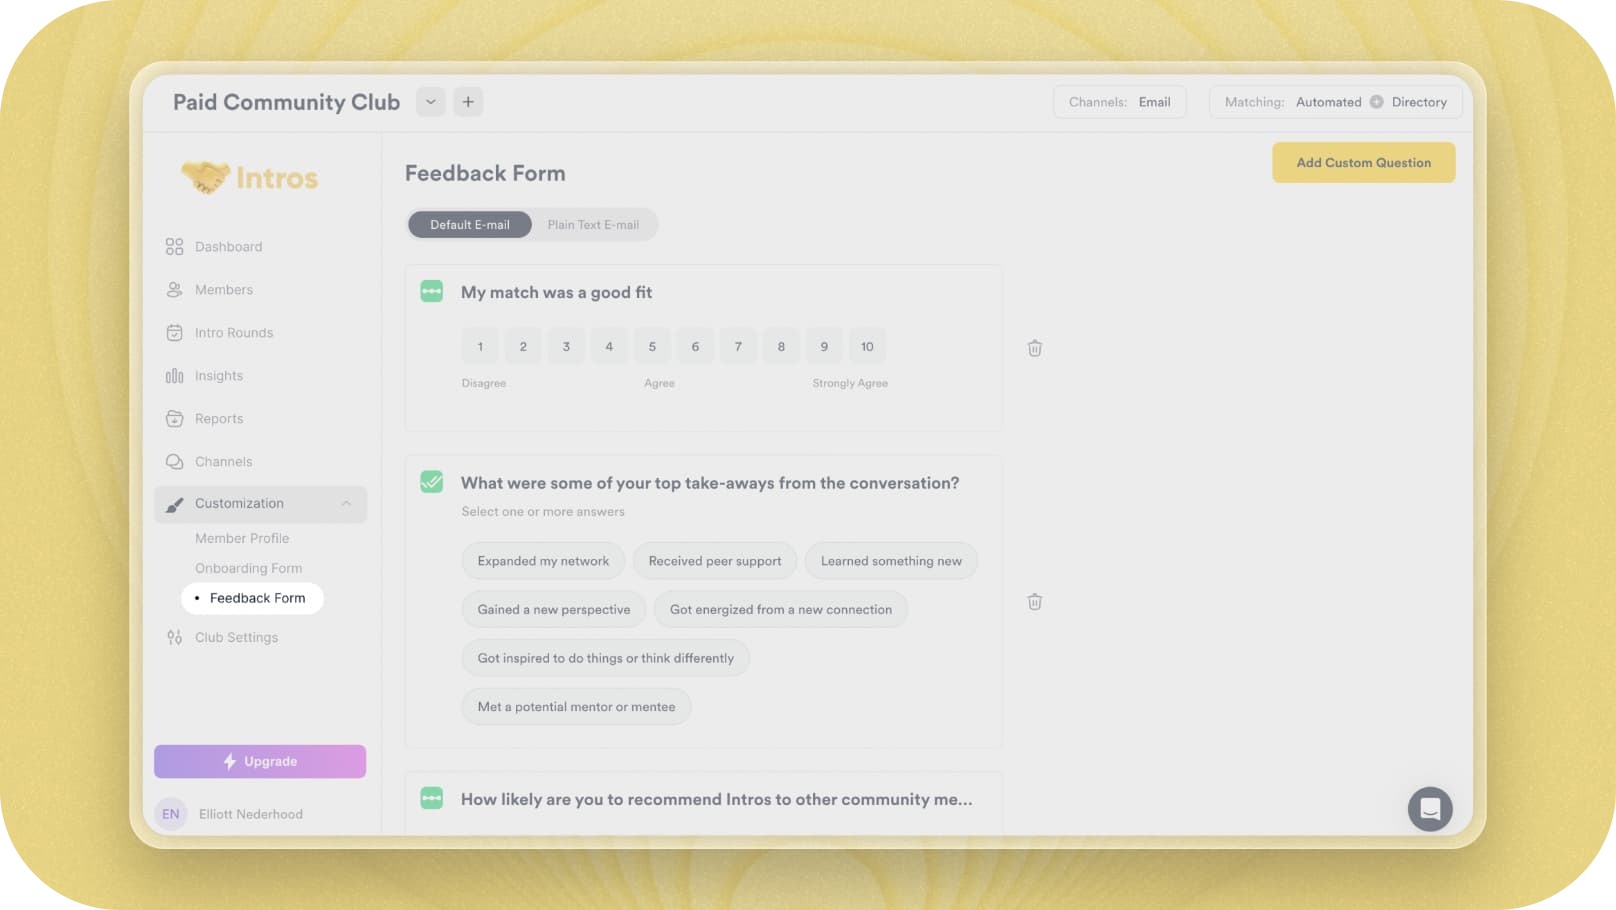 Paid Community Club
Channels: Email
Matching: Automated Directory
Intros
Dashboard
Members
Intro Rounds
Insights
Reports
Channels
Customization
Member Profile
Onboarding Form
Feedback Form
Club Settings
Upgrade
EN Elliott Nederhood
Feedback Form
Add Custom Question
Default E-mail Plain Text E-mail
My match was a good fit
1 2 3 4 5 6 7 8 9 10
Disagree Agree Strongly Agree
What were some of your top take-aways from the conversation?
Select one or more answers
Expanded my network Received peer support Learned something new
Gained a new perspective Got energized from a new connection
Got inspired to do things or think differently
Met a potential mentor or mentee
How likely are you to recommend Intros to other community me...